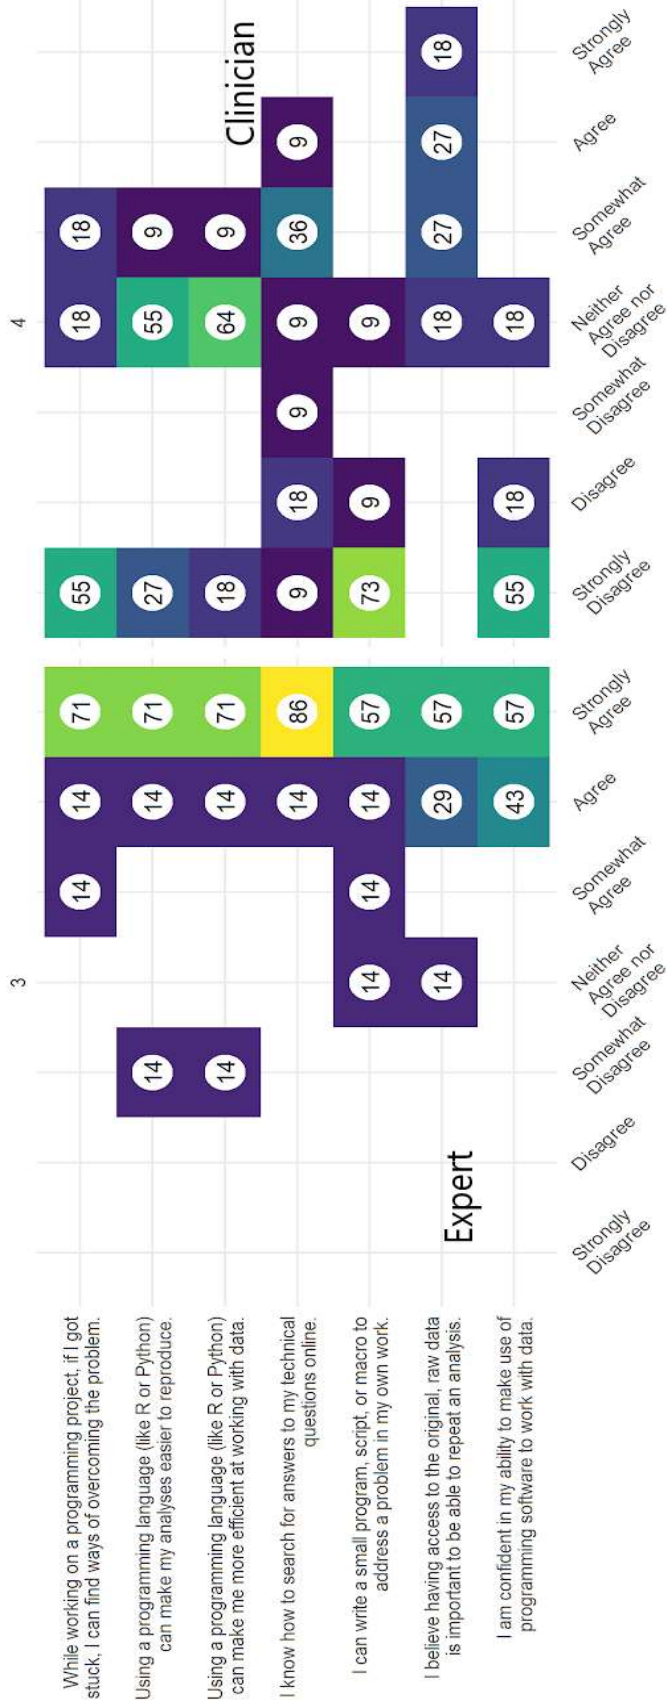 3
4
While working on a programming project, if I got
stuck, I can find ways of overcoming the problem.
14 14 71 55 18 18
Using a programming language (like R or Python)
can make my analyses easier to reproduce.
14 14 71 27 55 9
Using a programming language (like R or Python)
can make me more efficient at working with data.
14 14 71 18 64 9
Clinician
I know how to search for answers to my technical
questions online.
14 86 9 18 9 9 36 9
I can write a small program, script, or macro to
address a problem in my own work.
14 14 14 57 73 9 9
I believe having access to the original, raw data
is important to be able to repeat an analysis.
14 29 57 18 27 27 18
Expert
I am confident in my ability to make use of
programming software to work with data.
43 57 55 18 18
Strongly
Disagree
Disagree
Somewhat
Disagree
Neither
Agree nor
Disagree
Somewhat
Agree
Agree
Strongly
Agree
Strongly
Disagree
Disagree
Somewhat
Disagree
Neither
Agree nor
Disagree
Somewhat
Agree
Agree
Strongly
Agree